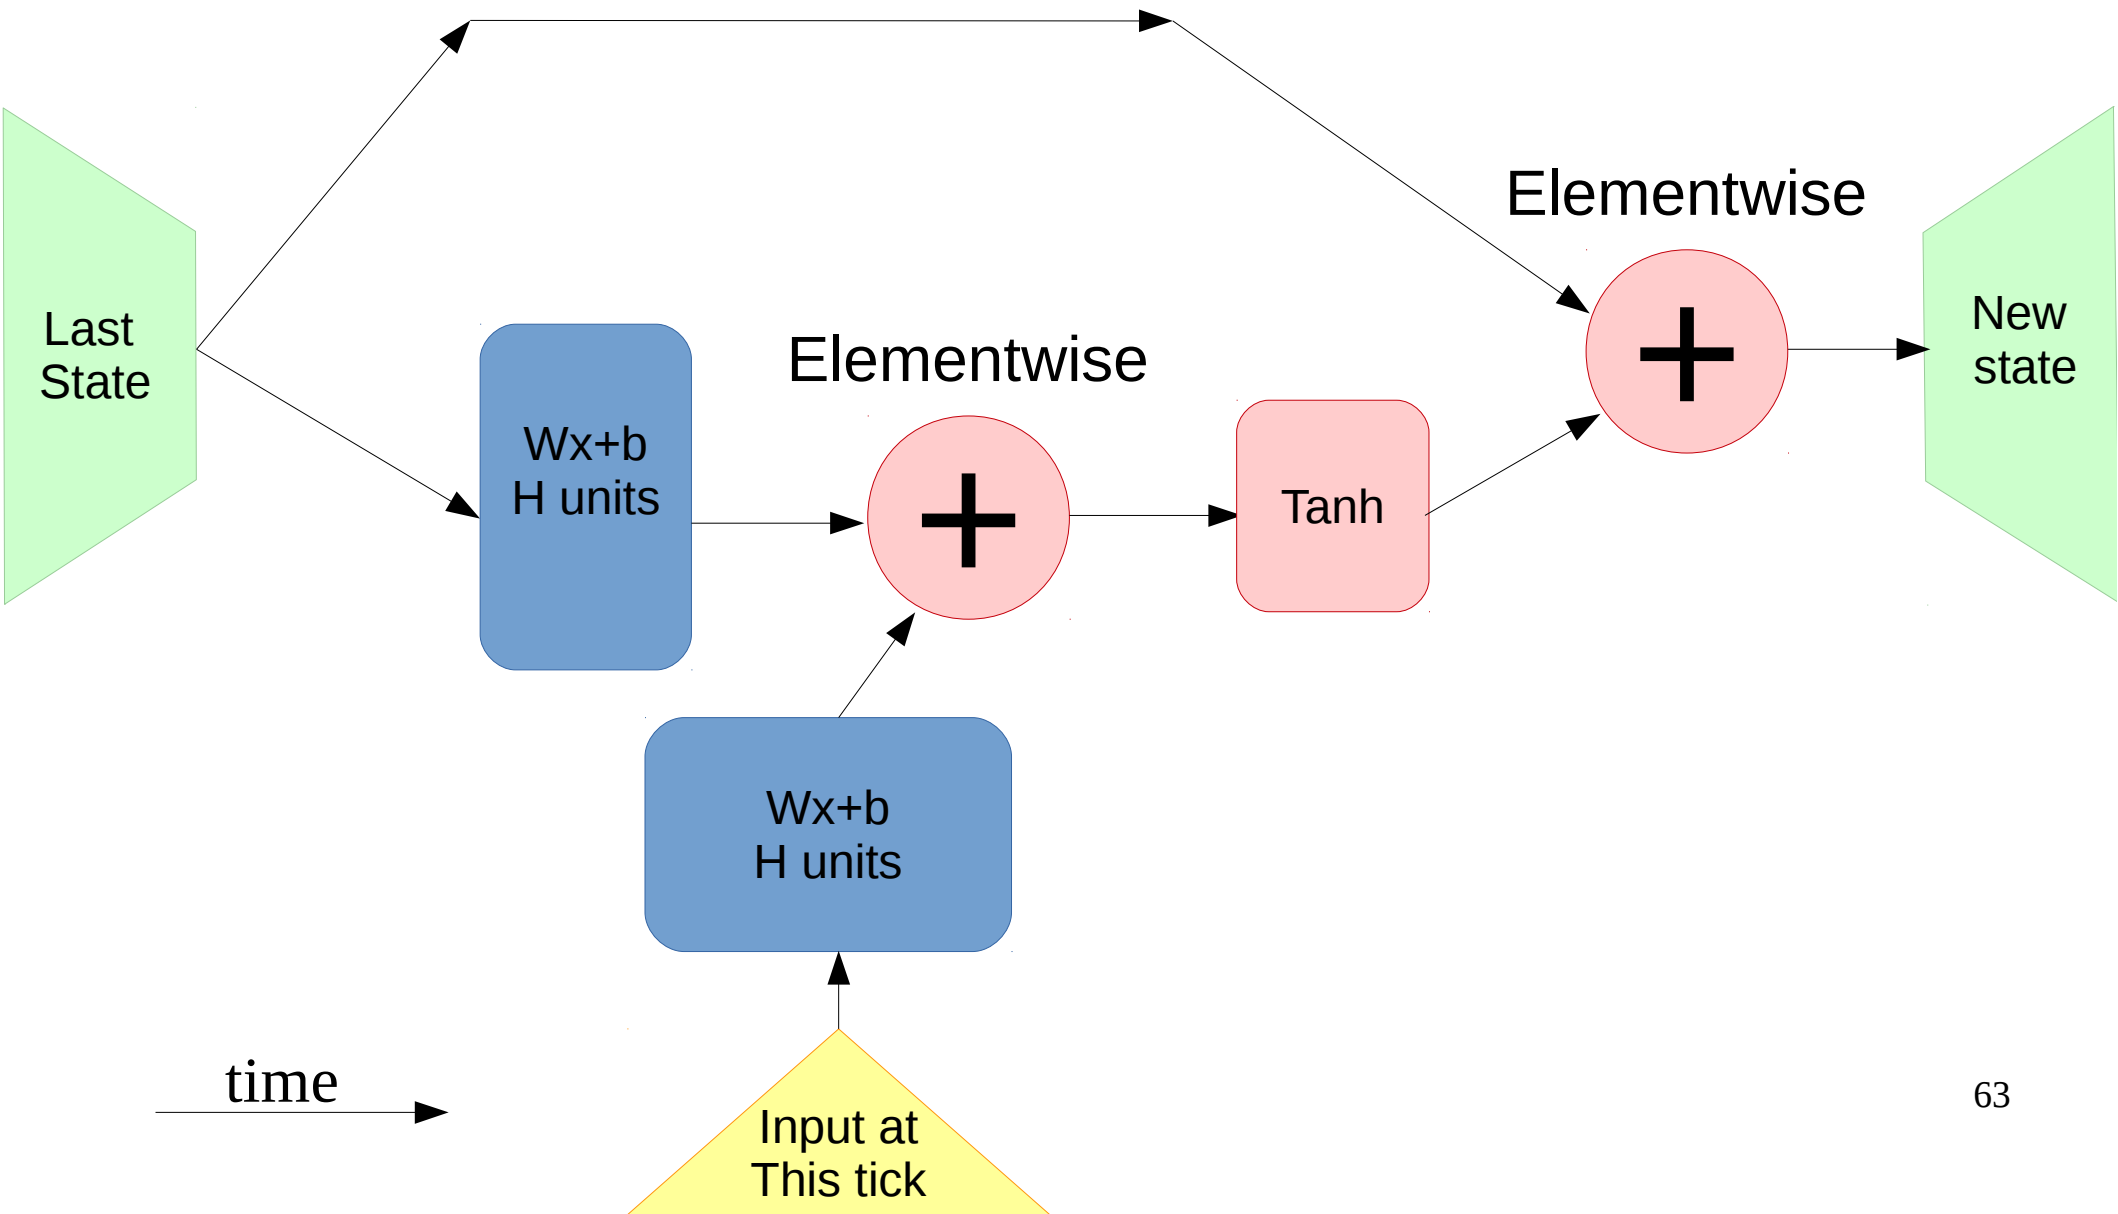 Elementwise
Elementwise
Last
State
New
state
Wx+b
H units
+
+
Tanh
Wx+b
H units
time
Input at
This tick
63